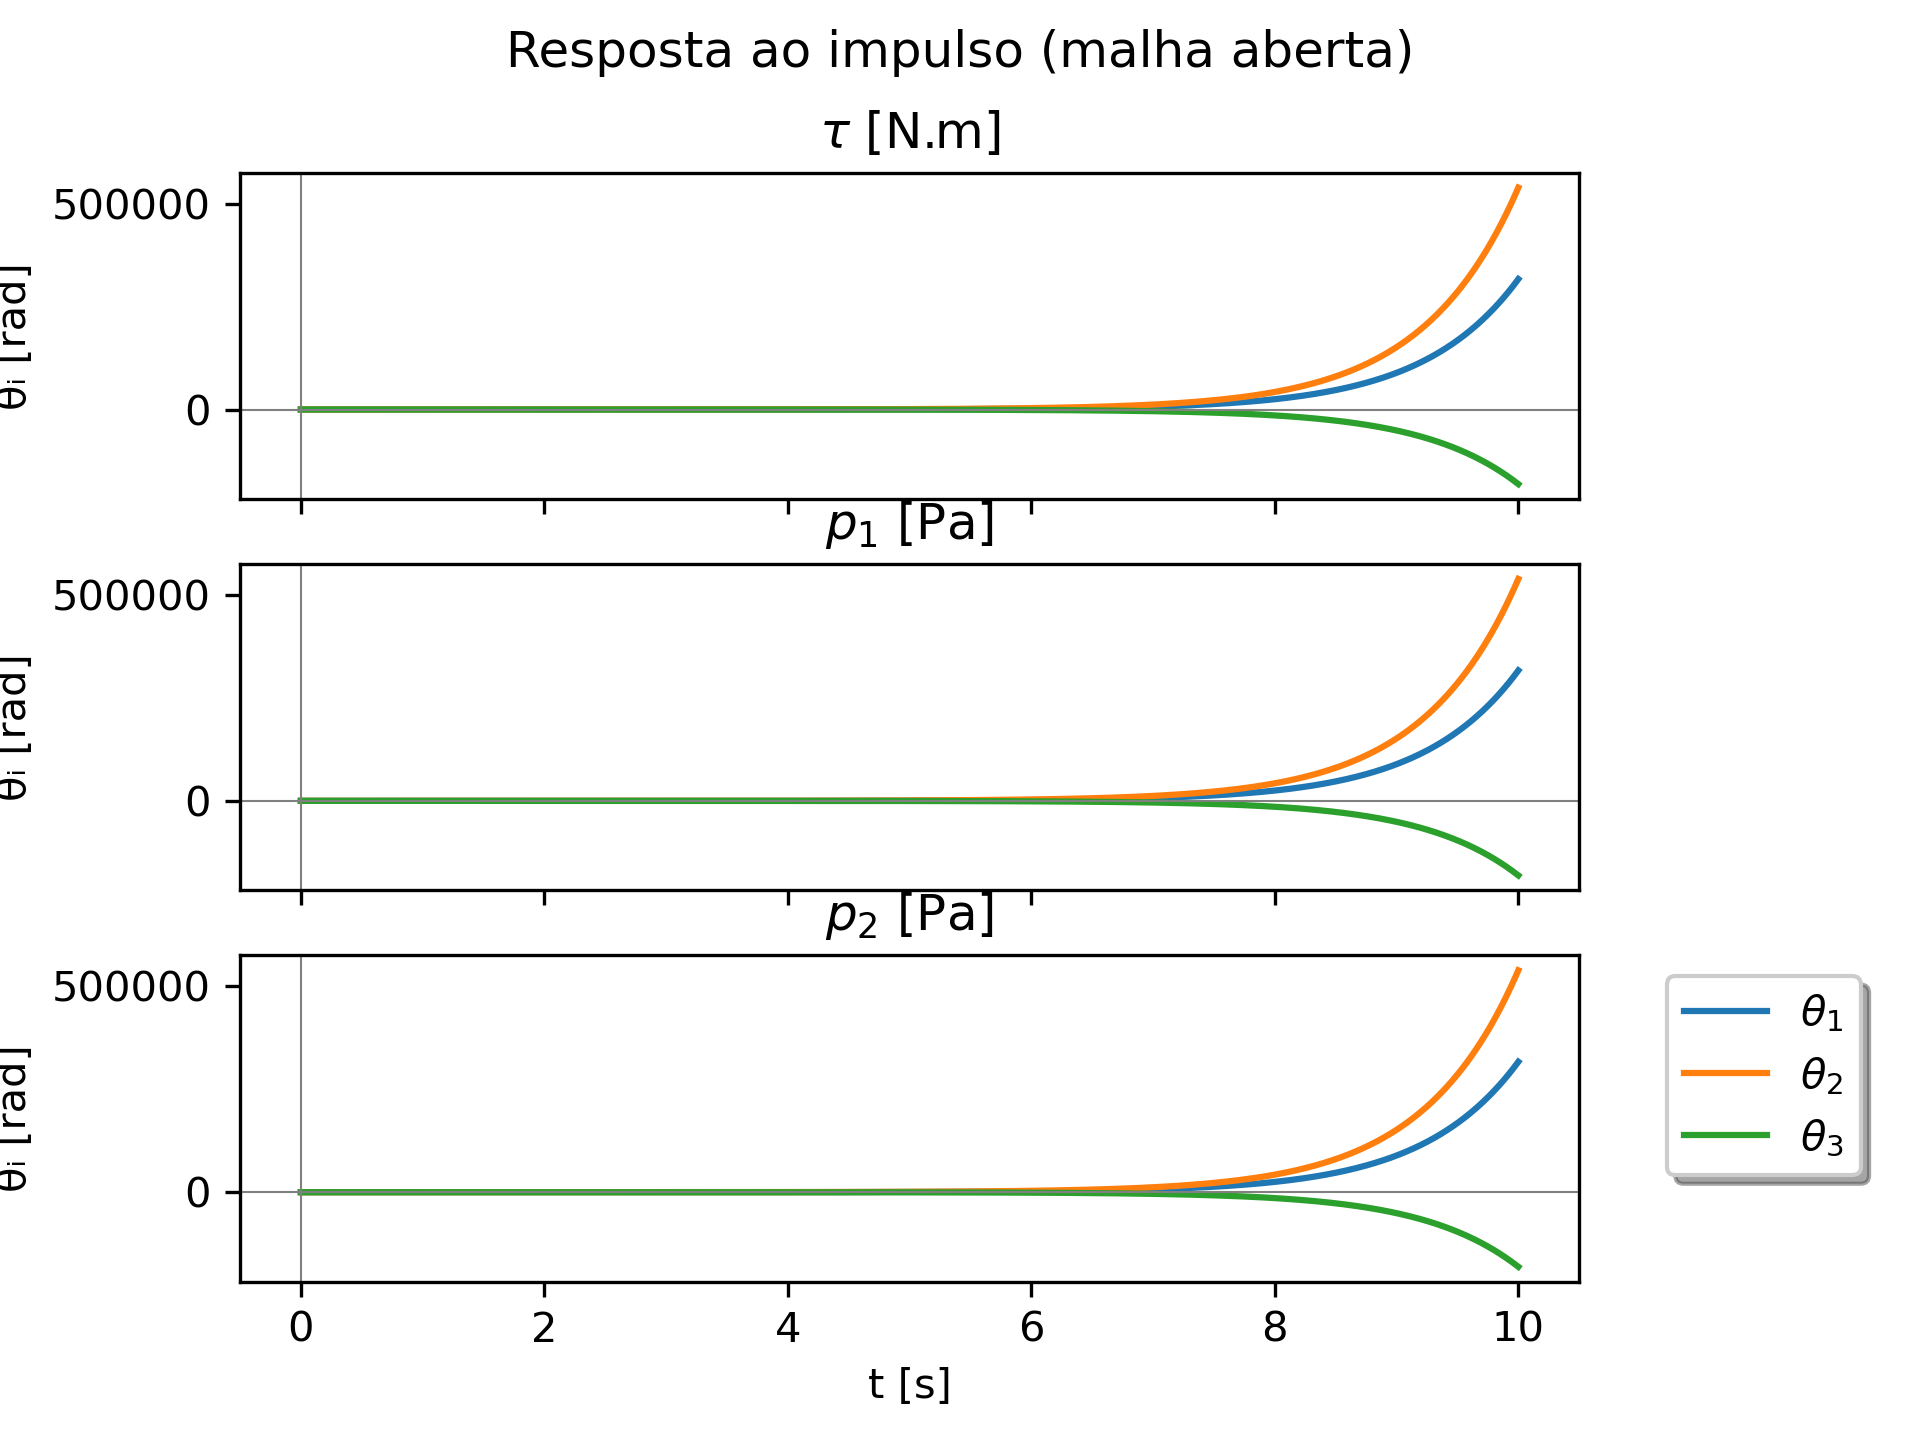 Resposta ao impulso (malha aberta)
τ [N.m]
500000
0
θᵢ [rad]
p₁ [Pa]
500000
0
θᵢ [rad]
p₂ [Pa]
500000
0
θᵢ [rad]
θ₁
θ₂
θ₃
0 2 4 6 8 10
t [s]